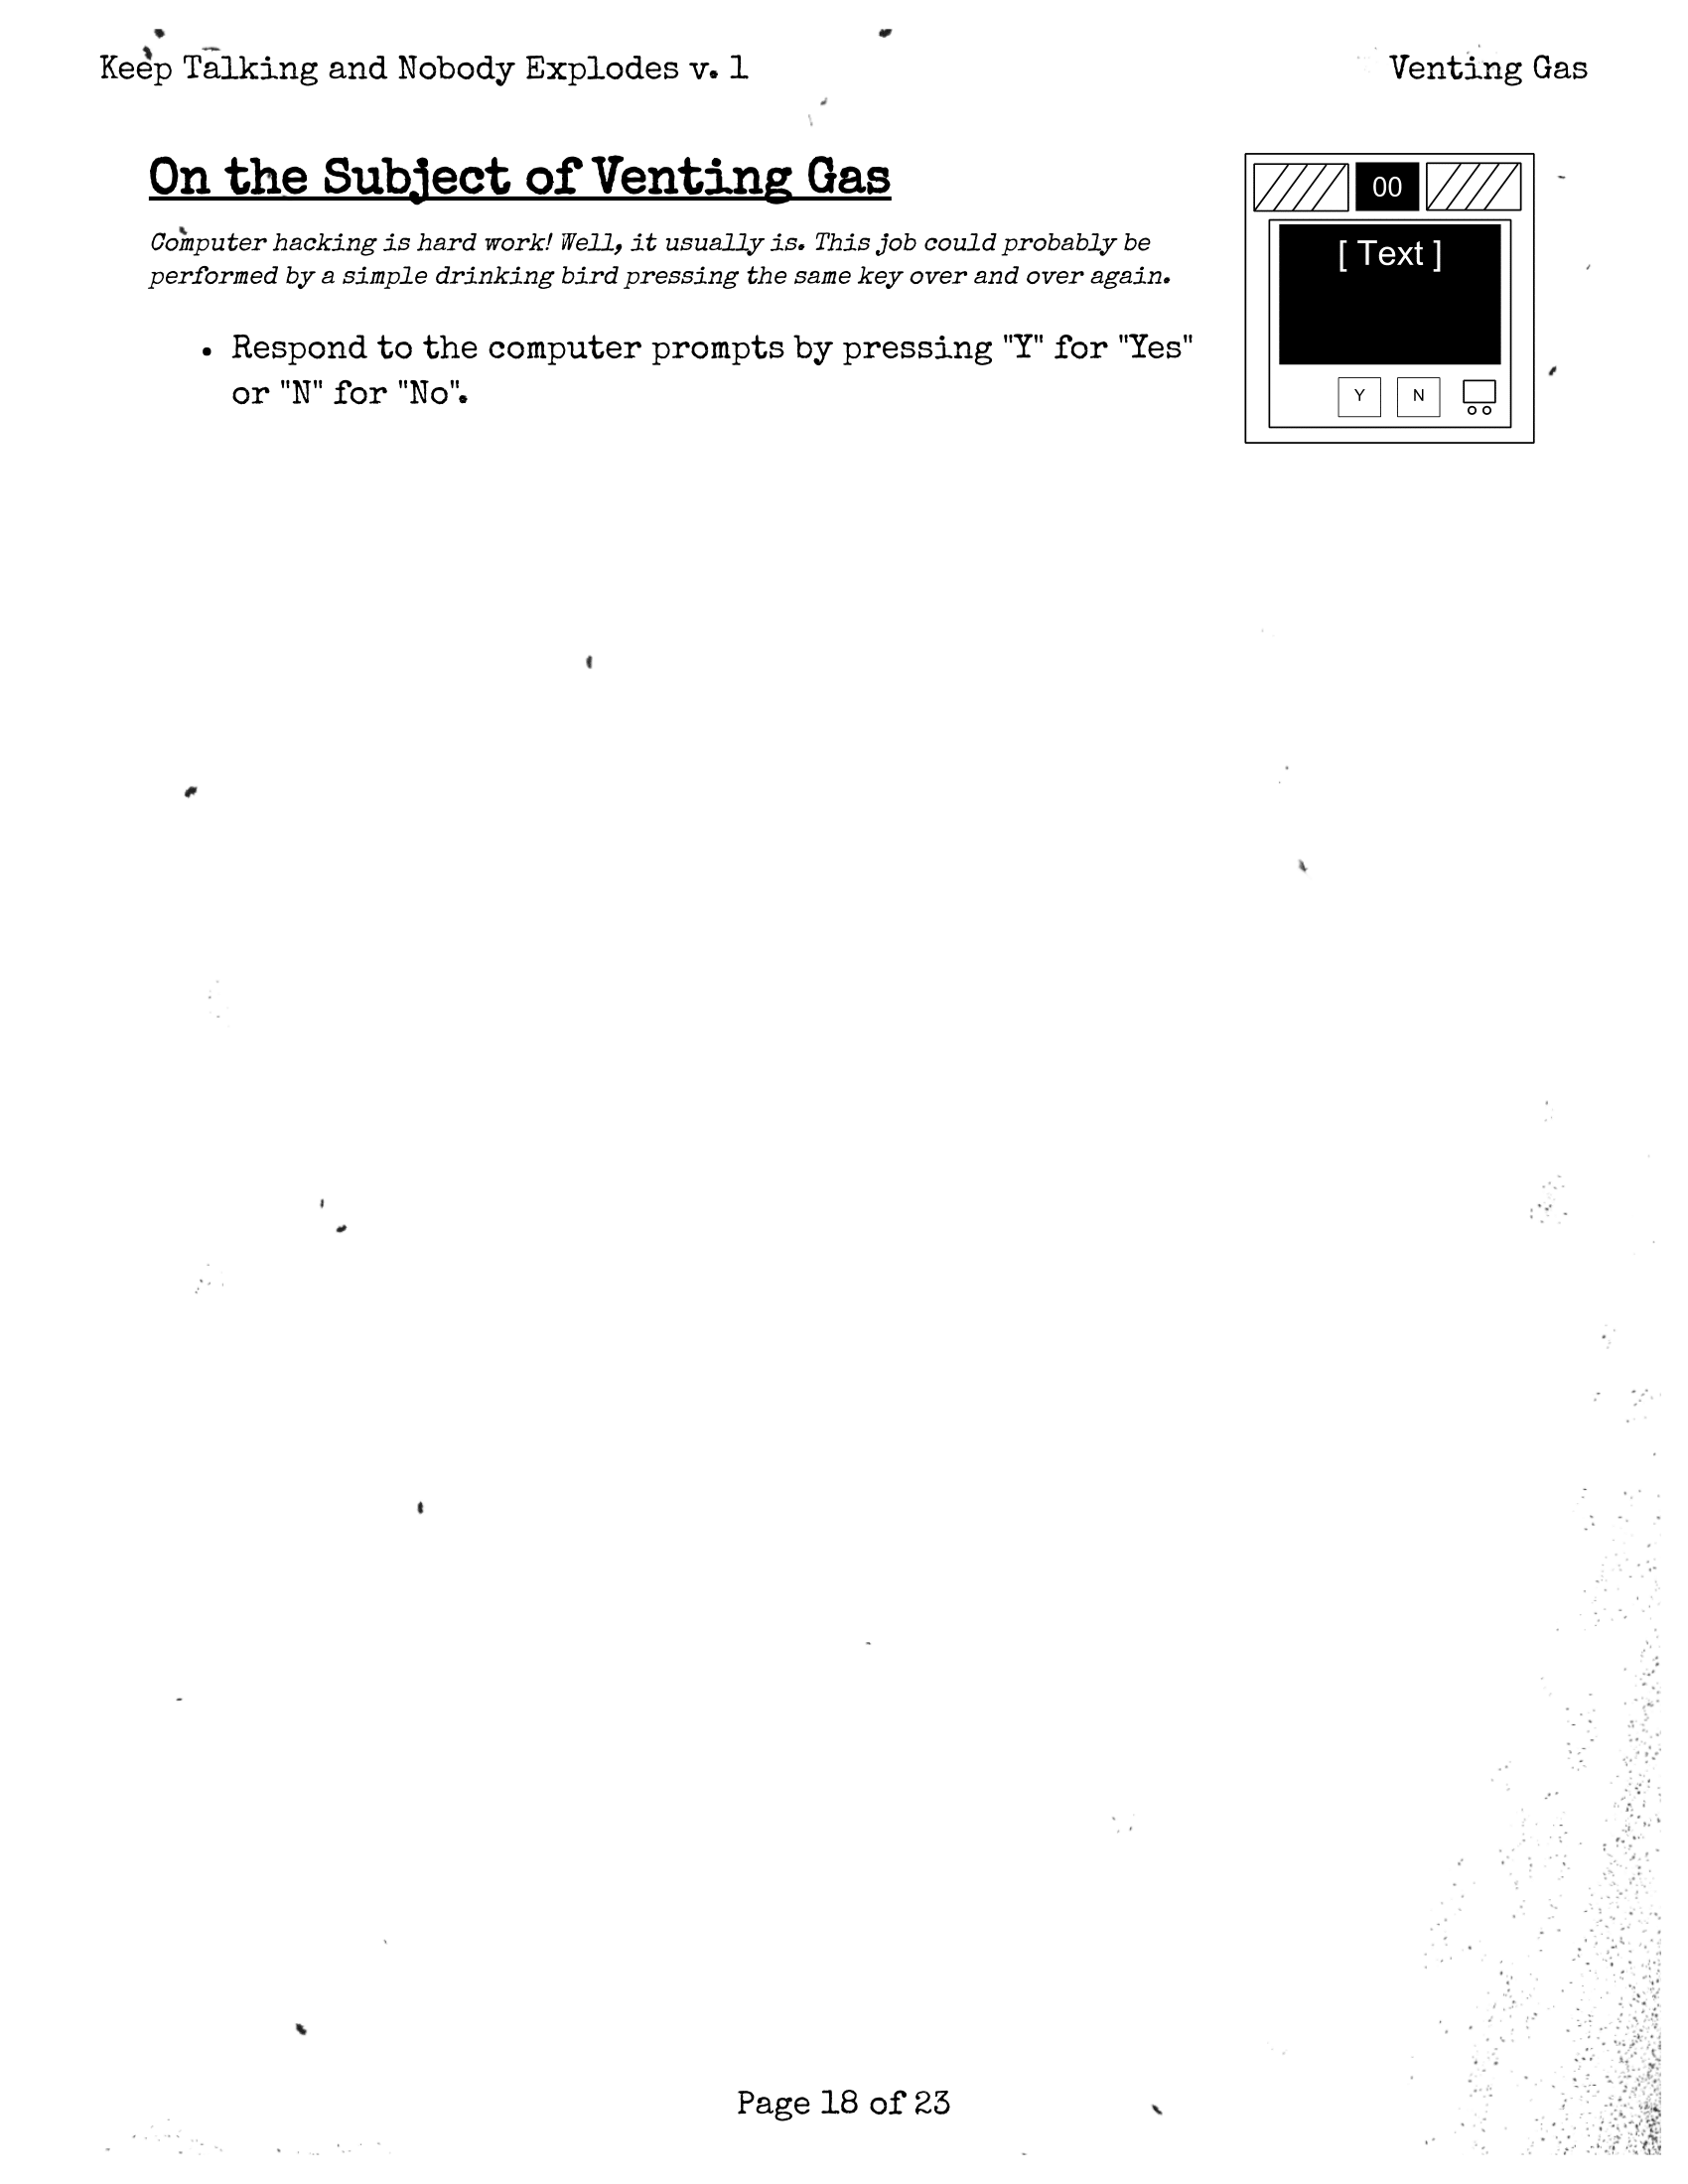 Keep Talking and Nobody Explodes v. 1
Venting Gas
On the Subject of Venting Gas
Computer hacking is hard work! Well, it usually is. This job could probably be
performed by a simple drinking bird pressing the same key over and over again.
• Respond to the computer prompts by pressing "Y" for "Yes"
or "N" for "No".
00
[ Text ]
Y N
Page 18 of 23